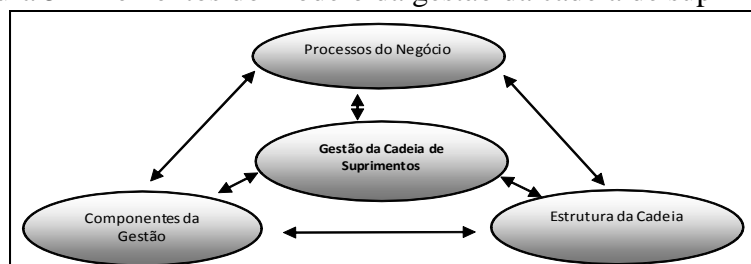 Processos do Negócio
Gestão da Cadeia de
Suprimentos
Componentes da
Gestão
Estrutura da Cadeia